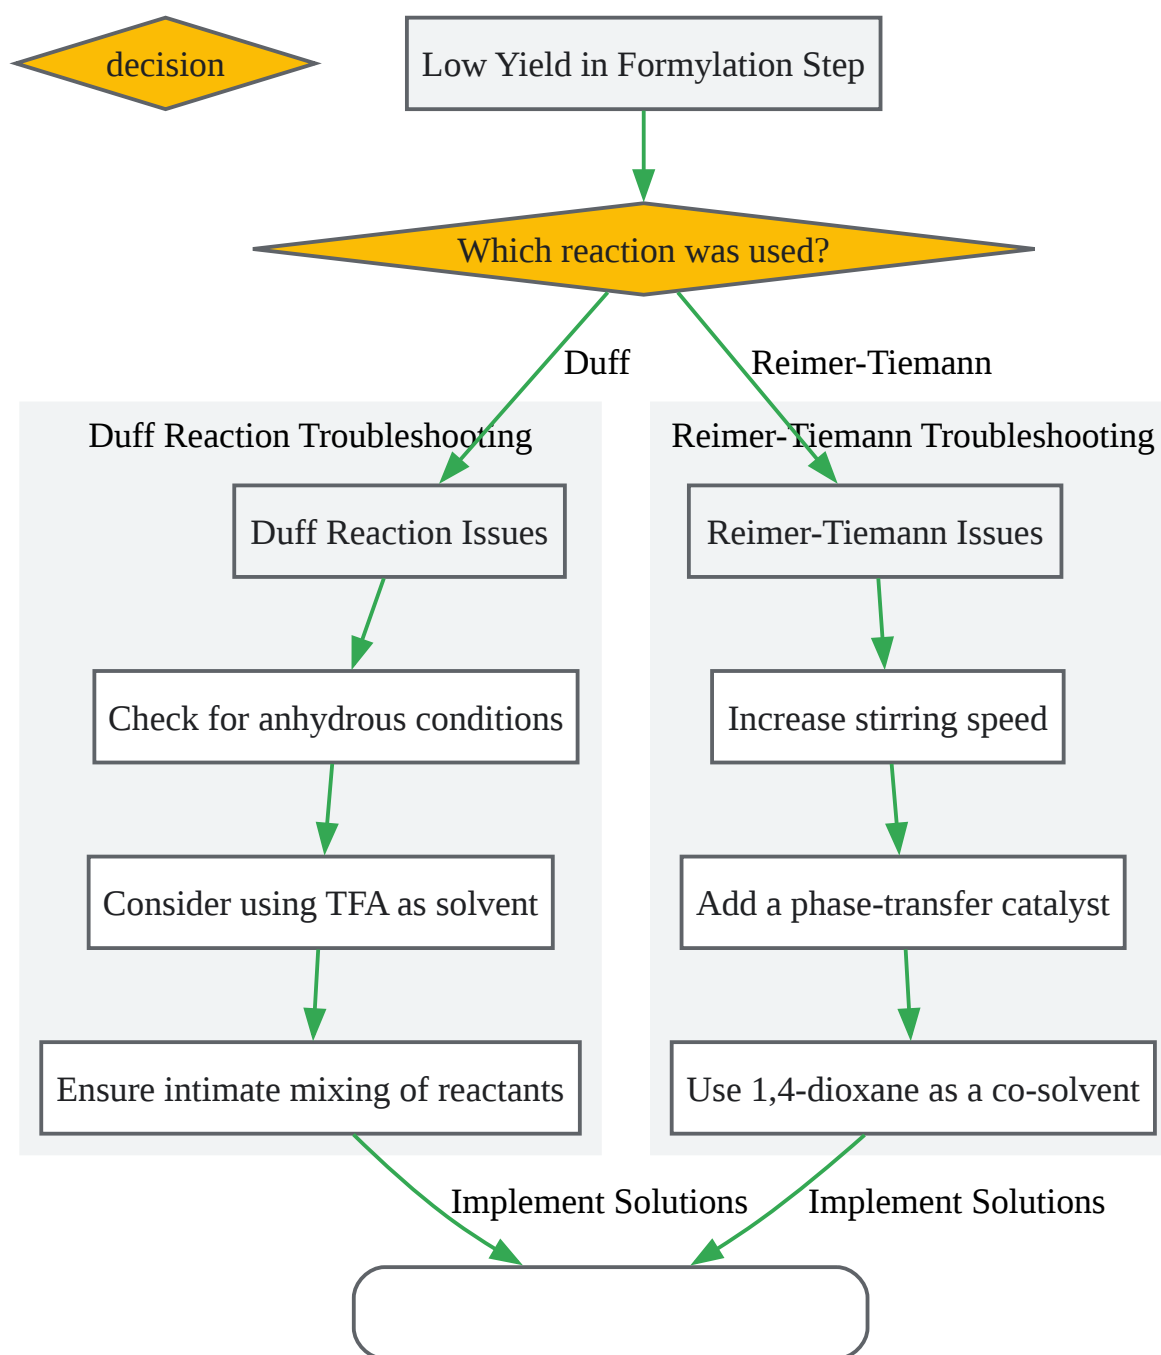 decision
Low Yield in Formylation Step
Which reaction was used?
Duff
Reimer-Tiemann
Duff Reaction Troubleshooting
Reimer-Tiemann Troubleshooting
Duff Reaction Issues
Reimer-Tiemann Issues
Check for anhydrous conditions
Increase stirring speed
Consider using TFA as solvent
Add a phase-transfer catalyst
Ensure intimate mixing of reactants
Use 1,4-dioxane as a co-solvent
Implement Solutions
Implement Solutions